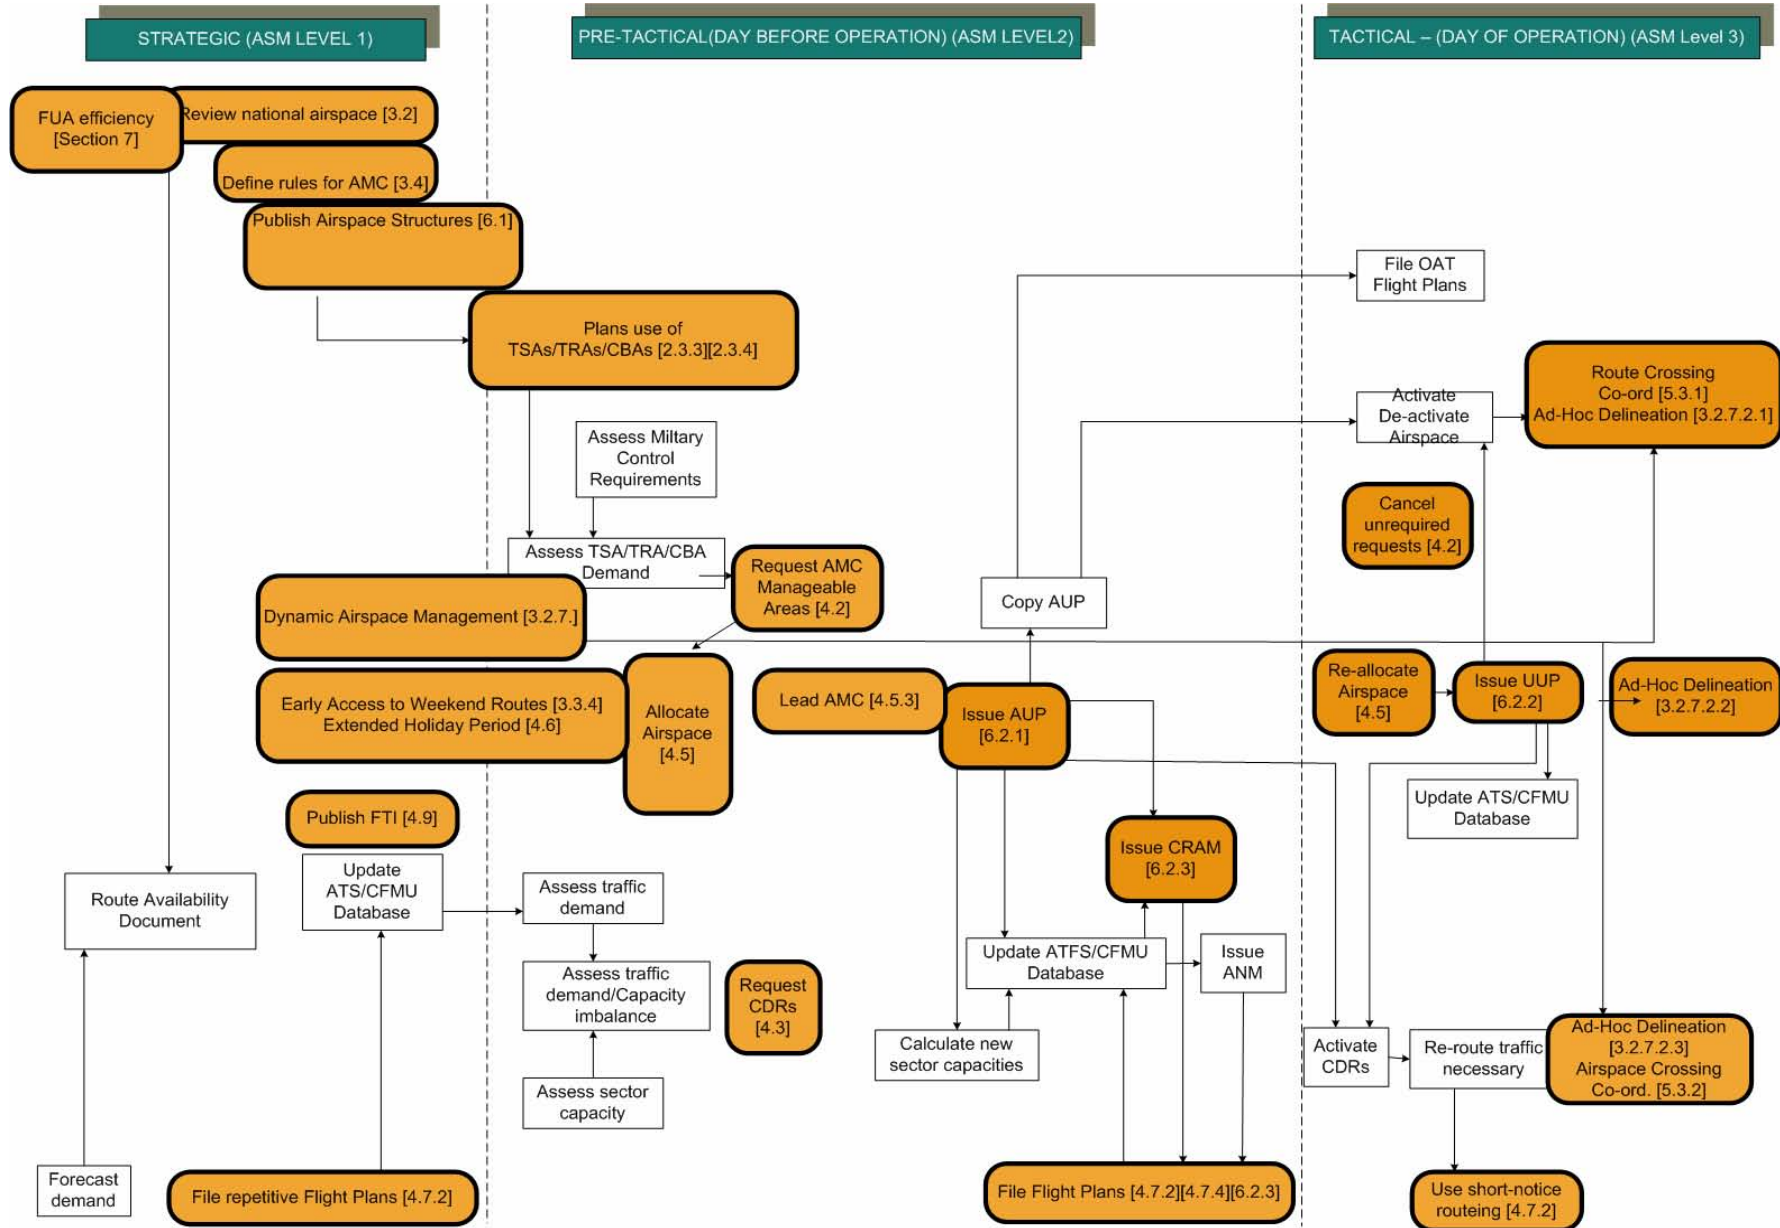 STRATEGIC (ASM LEVEL 1)
PRE-TACTICAL(DAY BEFORE OPERATION) (ASM LEVEL2)
TACTICAL – (DAY OF OPERATION) (ASM Level 3)
FUA efficiency
[Section 7]
Review national airspace [3.2]
Define rules for AMC [3.4]
Publish Airspace Structures [6.1]
Plans use of
TSAs/TRAs/CBAs [2.3.3][2.3.4]
Assess Miltary
Control
Requirements
Assess TSA/TRA/CBA
Demand
Request AMC
Manageable
Areas [4.2]
Dynamic Airspace Management [3.2.7.]
Early Access to Weekend Routes [3.3.4]
Extended Holiday Period [4.6]
Allocate
Airspace
[4.5]
Lead AMC [4.5.3]
Issue AUP
[6.2.1]
Copy AUP
File OAT
Flight Plans
Activate
De-activate
Airspace
Route Crossing
Co-ord [5.3.1]
Ad-Hoc Delineation [3.2.7.2.1]
Cancel
unrequired
requests [4.2]
Re-allocate
Airspace
[4.5]
Issue UUP
[6.2.2]
Ad-Hoc Delineation
[3.2.7.2.2]
Update ATS/CFMU
Database
Publish FTI [4.9]
Update
ATS/CFMU
Database
Route Availability
Document
Assess traffic
demand
Assess traffic
demand/Capacity
imbalance
Request
CDRs
[4.3]
Assess sector
capacity
Issue CRAM
[6.2.3]
Update ATFS/CFMU
Database
Issue
ANM
Calculate new
sector capacities
Activate
CDRs
Re-route traffic
necessary
Ad-Hoc Delineation
[3.2.7.2.3]
Airspace Crossing
Co-ord. [5.3.2]
Forecast
demand
File repetitive Flight Plans [4.7.2]
File Flight Plans [4.7.2][4.7.4][6.2.3]
Use short-notice
routeing [4.7.2]